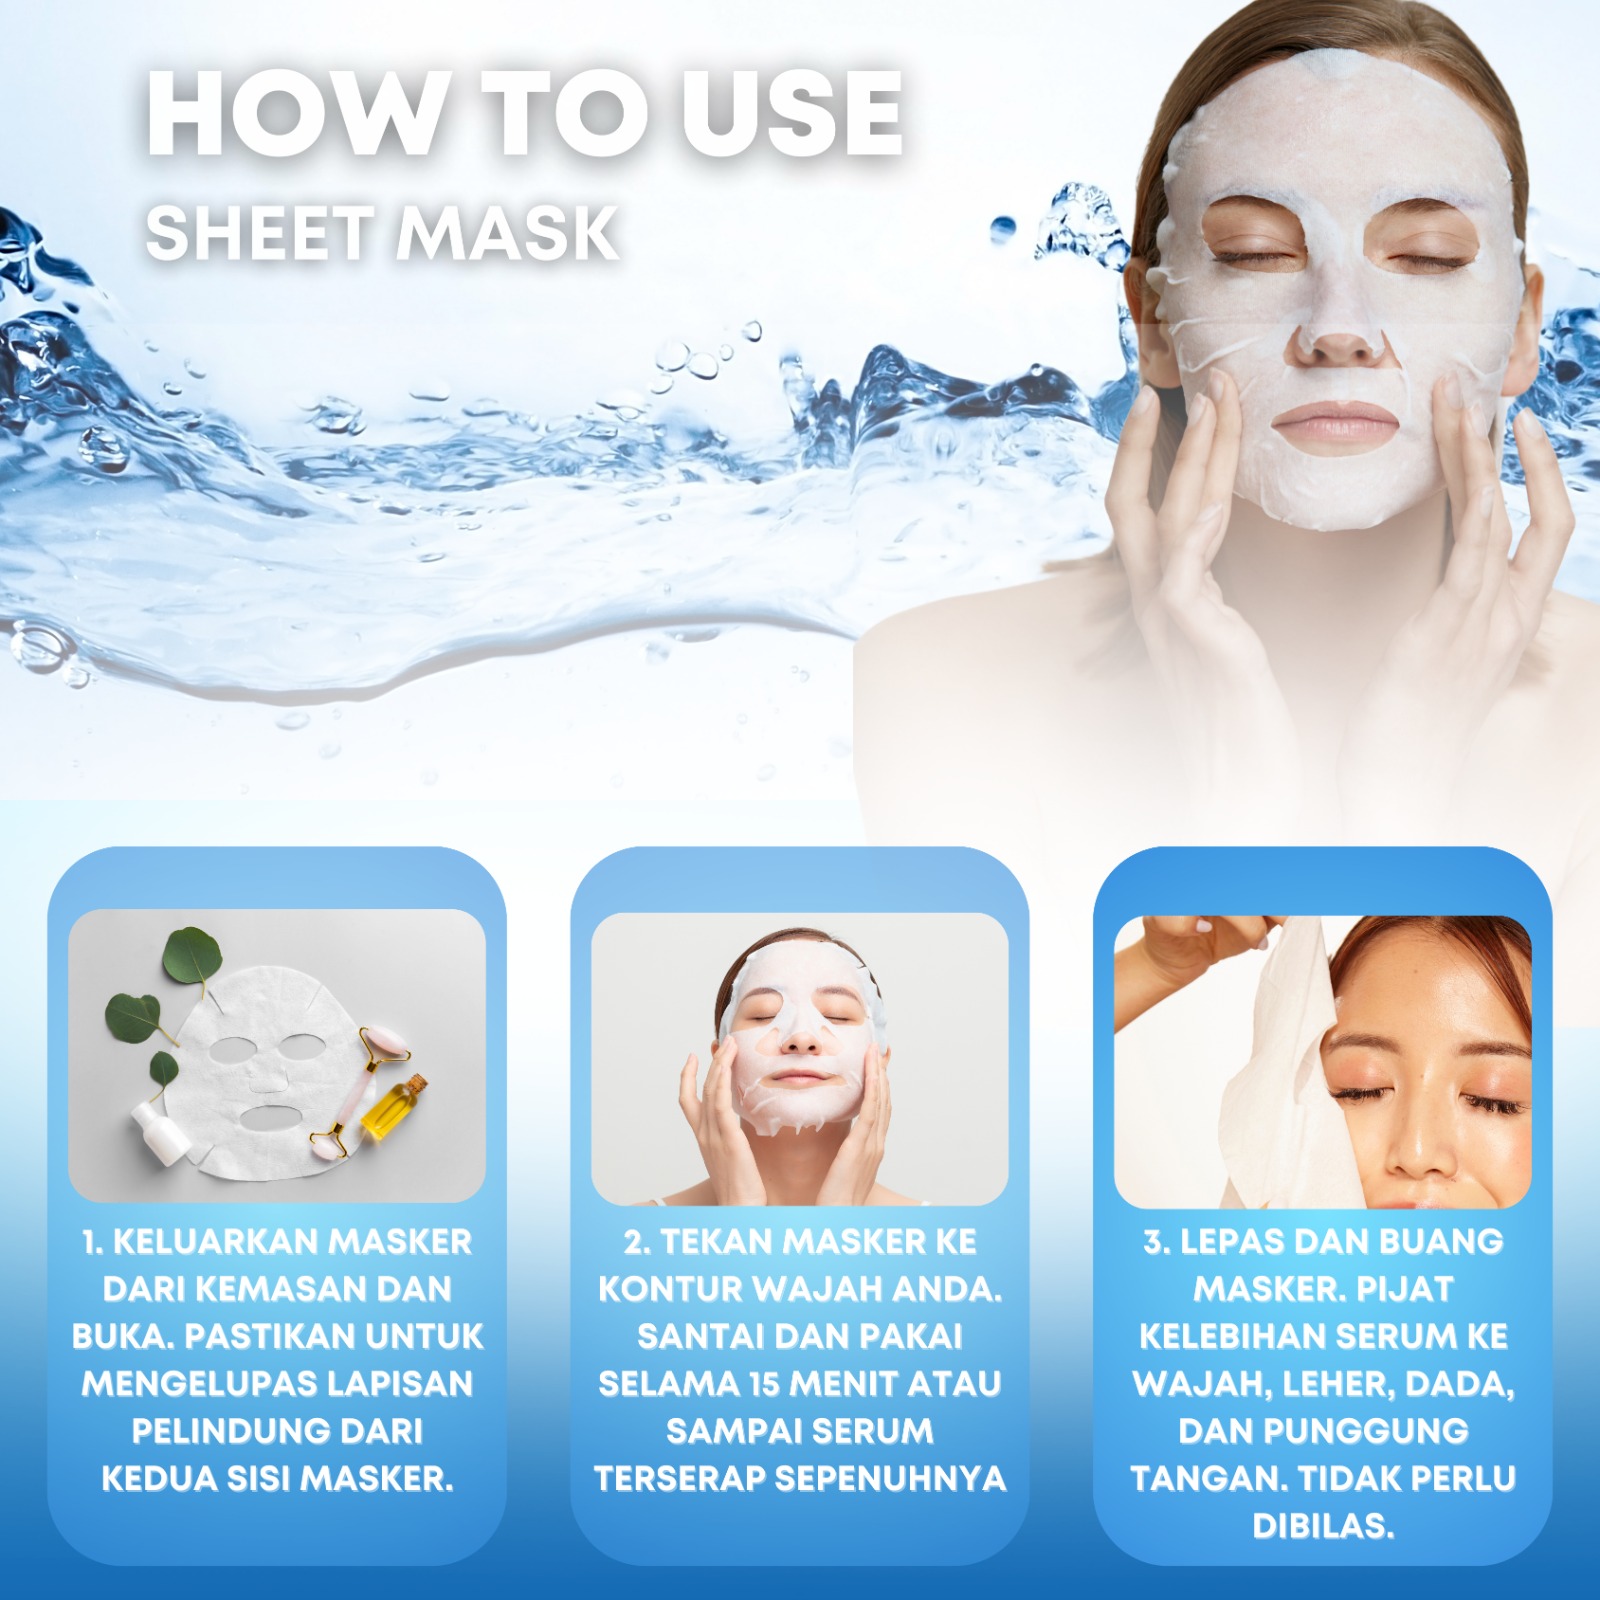 HOW TO USE
SHEET MASK
1. KELUARKAN MASKER
DARI KEMASAN DAN
BUKA. PASTIKAN UNTUK
MENGELUPAS LAPISAN
PELINDUNG DARI
KEDUA SISI MASKER.
2. TEKAN MASKER KE
KONTUR WAJAH ANDA.
SANTAI DAN PAKAI
SELAMA 15 MENIT ATAU
SAMPAI SERUM
TERSERAP SEPENUHNYA
3. LEPAS DAN BUANG
MASKER. PIJAT
KELEBIHAN SERUM KE
WAJAH, LEHER, DADA,
DAN PUNGGUNG
TANGAN. TIDAK PERLU
DIBILAS.